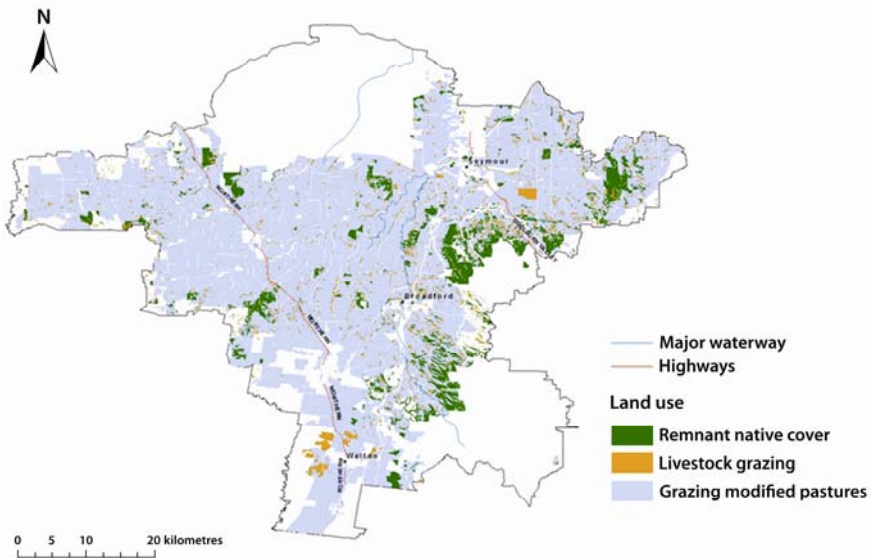 N
Seymour
Broadford
Wallan
Major waterway
Highways
Land use
Remnant native cover
Livestock grazing
Grazing modified pastures
0 5 10 20 kilometres